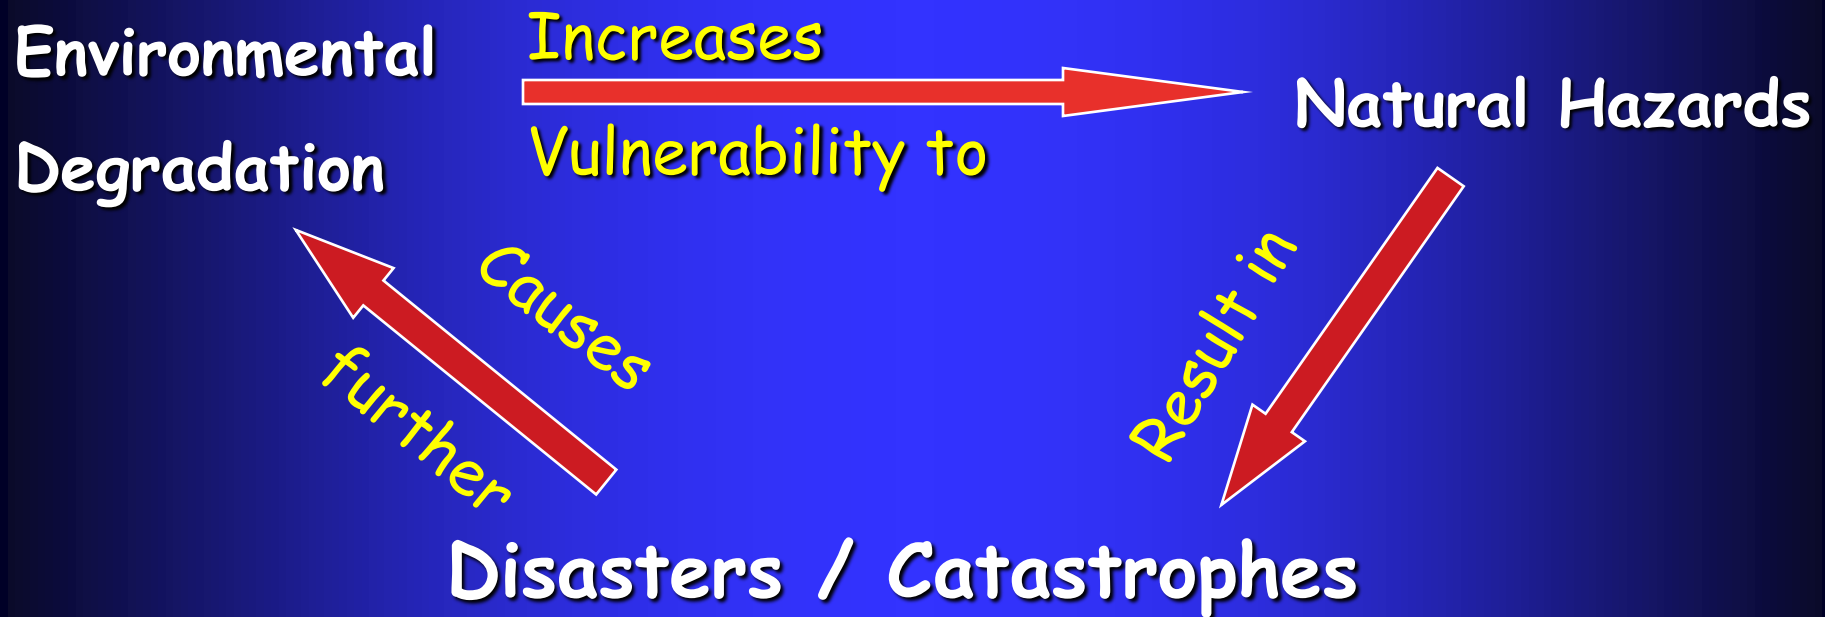 Environmental
Degradation
Increases
Vulnerability to
Natural Hazards
Result in
Disasters / Catastrophes
Causes
further